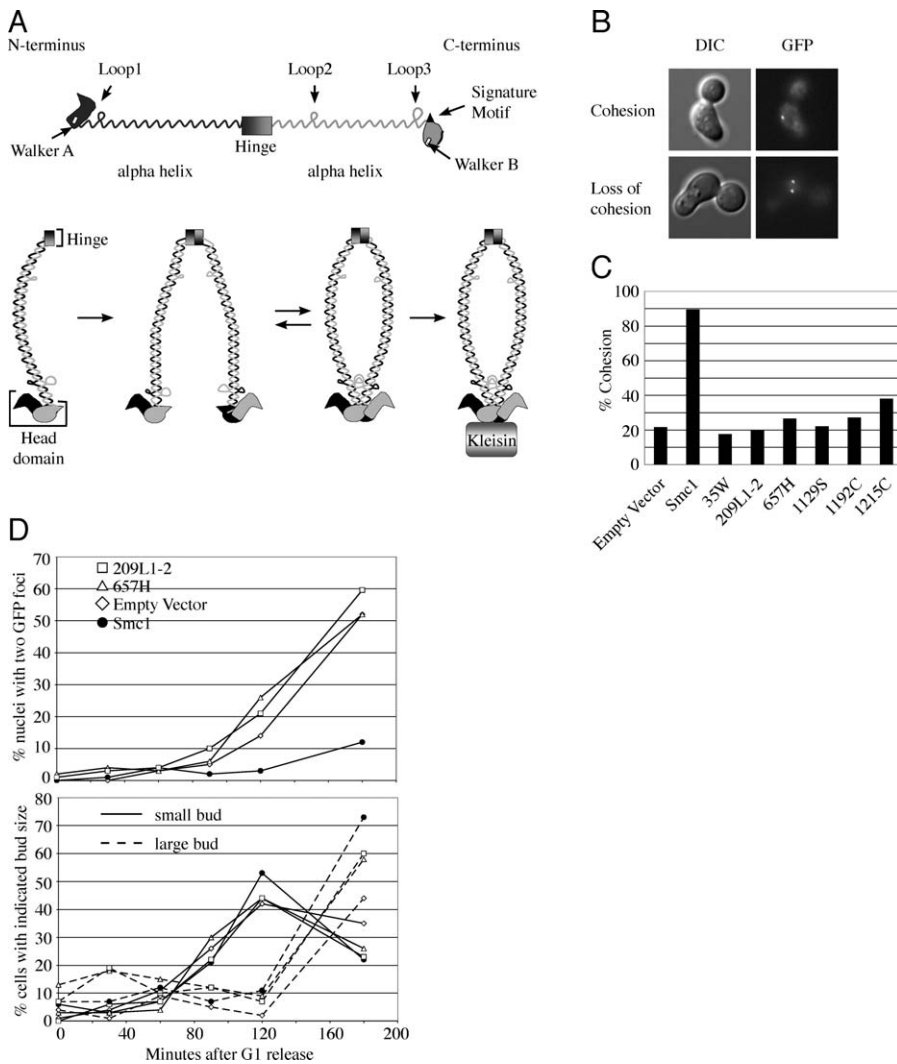 A
N-terminus
C-terminus
Loop1
Loop2
Loop3
Signature
Motif
Walker A
Hinge
Walker B
alpha helix
alpha helix
Hinge
Head
domain
Kleisin
B
DIC
GFP
Cohesion
Loss of
cohesion
C
% Cohesion
100
80
60
40
20
0
Empty Vector
Smc1
35W
209L1-2
657H
1129S
1192C
1215C
D
% nuclei with two GFP foci
70
60
50
40
30
20
10
0
209L1-2
657H
Empty Vector
Smc1
% cells with indicated bud size
80
70
60
50
40
30
20
10
0
small bud
large bud
0 40 80 120 160 200
Minutes after G1 release